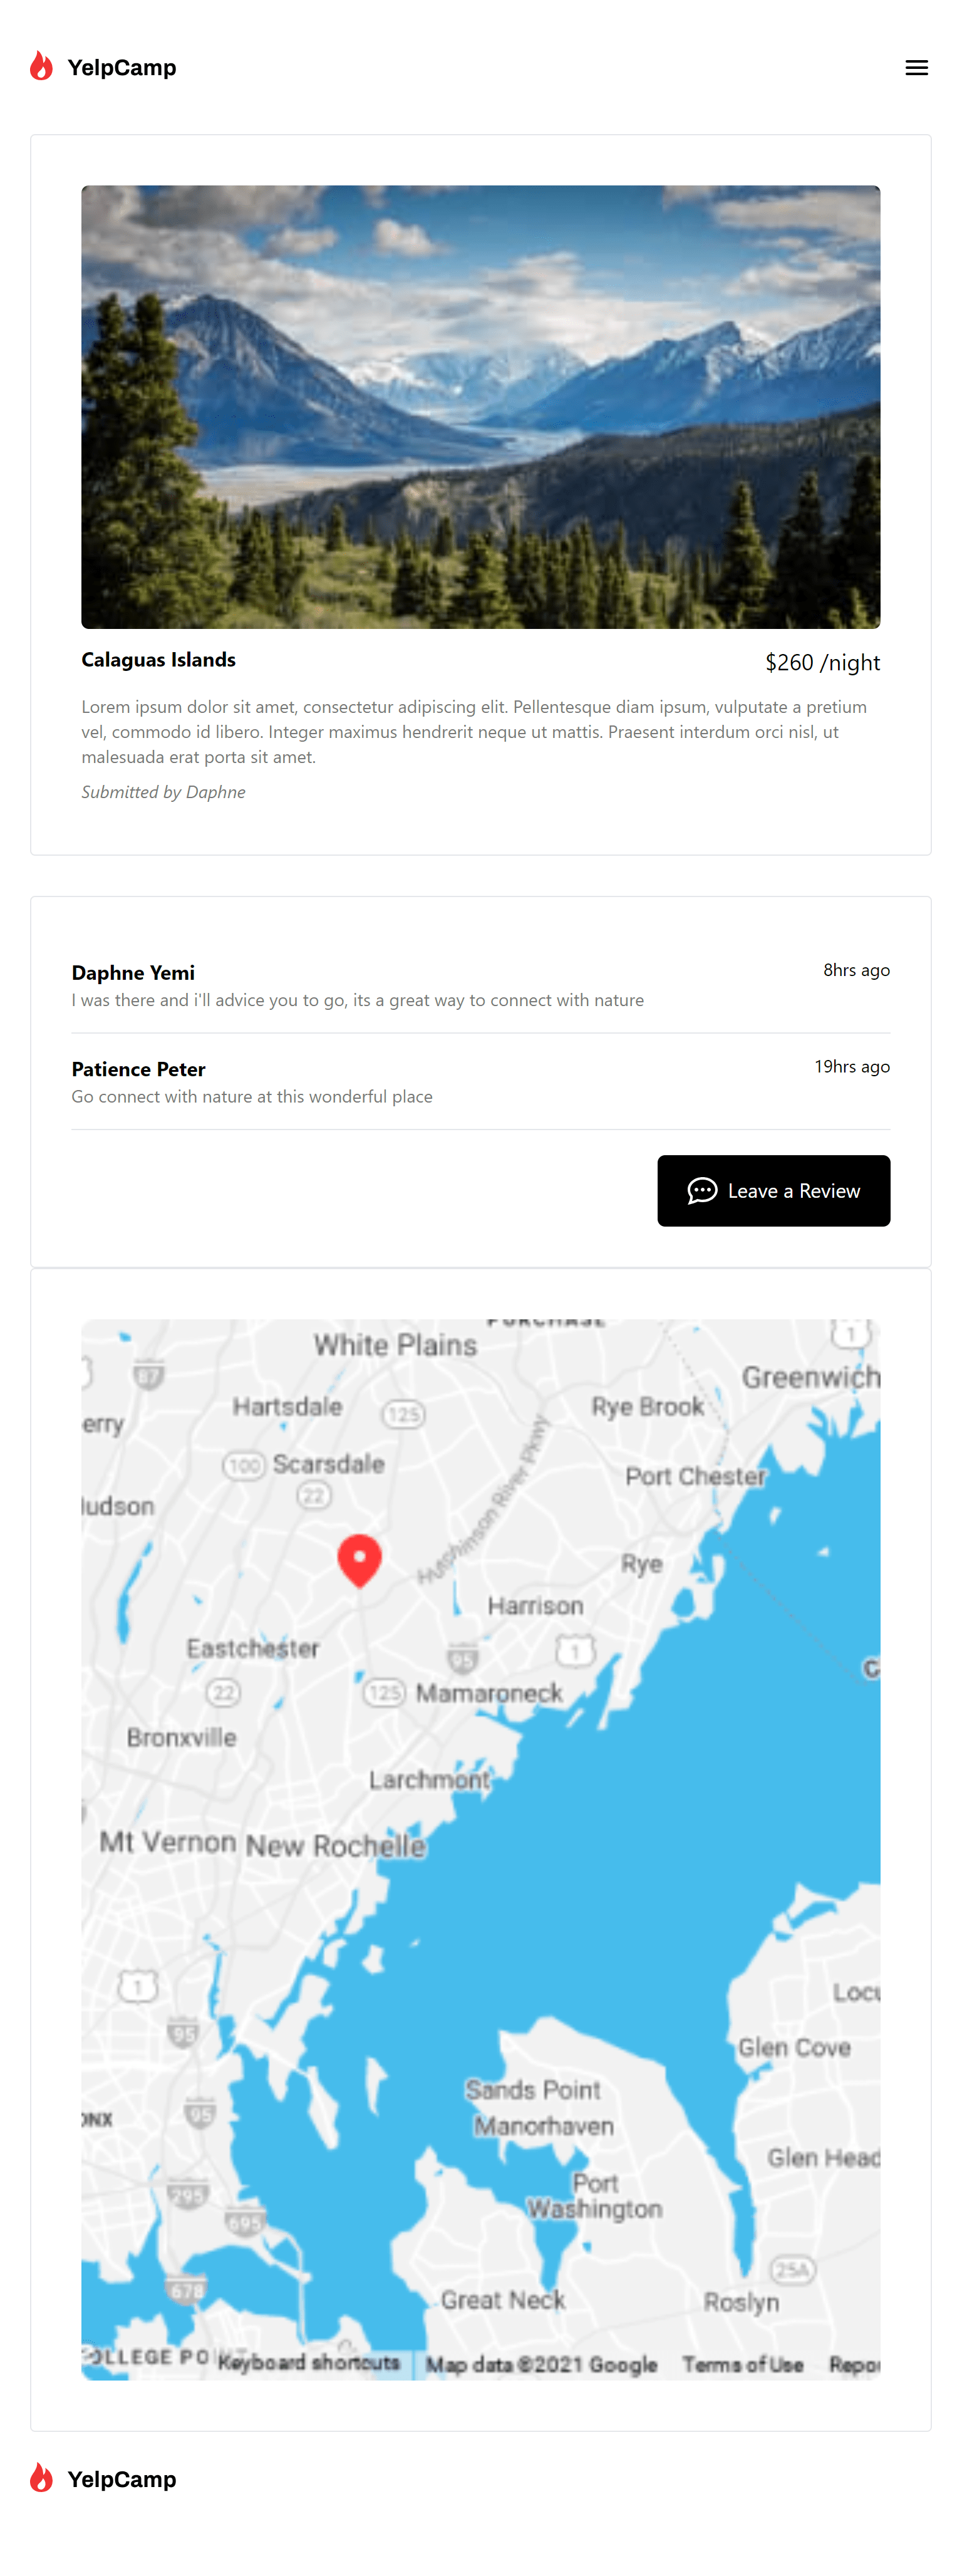 YelpCamp
Calaguas Islands
$260 /night
Lorem ipsum dolor sit amet, consectetur adipiscing elit. Pellentesque diam ipsum, vulputate a pretium
vel, commodo id libero. Integer maximus hendrerit neque ut mattis. Praesent interdum orci nisl, ut
malesuada erat porta sit amet.
Submitted by Daphne
Daphne Yemi
8hrs ago
I was there and i'll advice you to go, its a great way to connect with nature
Patience Peter
19hrs ago
Go connect with nature at this wonderful place
Leave a Review
PURCHASE
White Plains
1
87
Greenwich
Hartsdale
125
Rye Brook
erry
100
Scarsdale
Port Chester
22
Hutchinson River Pkwy
Rye
Harrison
Eastchester
95
1
22
125
Mamaroneck
Bronxville
Larchmont
Mt Vernon
New Rochelle
1
95
Glen Cove
Sands Point
95
Manorhaven
ONX
Glen Head
Port
Washington
295
695
25A
678
Great Neck
Roslyn
OLLEGE PO
Keyboard shortcuts
Map data ©2021 Google
Terms of Use
Repor
YelpCamp